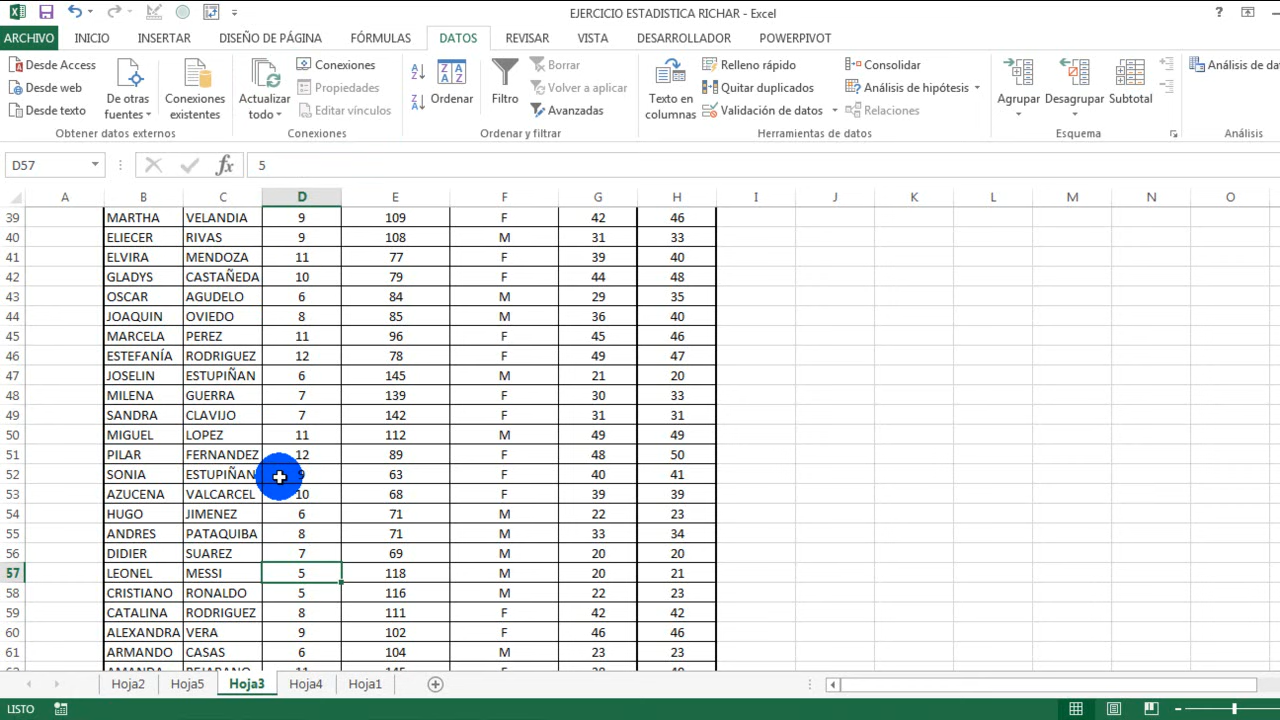 EJERCICIO ESTADISTICA RICHAR - Excel
?
ARCHIVO INICIO INSERTAR DISEÑO DE PÁGINA FÓRMULAS DATOS REVISAR VISTA DESARROLLADOR POWERPIVOT
Desde Access
Desde web
Desde texto
De otras fuentes
Conexiones existentes
Obtener datos externos
Actualizar todo
Conexiones
Propiedades
Editar vínculos
Conexiones
Ordenar
Filtro
Borrar
Volver a aplicar
Avanzadas
Ordenar y filtrar
Texto en columnas
Relleno rápido
Quitar duplicados
Validación de datos
Consolidar
Análisis de hipótesis
Relaciones
Herramientas de datos
Agrupar
Desagrupar
Subtotal
Esquema
Análisis de da
Análisis
D57 fx 5
A B C D E F G H I J K L M N O
39 MARTHA VELANDIA 9 109 F 42 46
40 ELIECER RIVAS 9 108 M 31 33
41 ELVIRA MENDOZA 11 77 F 39 40
42 GLADYS CASTAÑEDA 10 79 F 44 48
43 OSCAR AGUDELO 6 84 M 29 35
44 JOAQUIN OVIEDO 8 85 M 36 40
45 MARCELA PEREZ 11 96 F 45 46
46 ESTEFANÍA RODRIGUEZ 12 78 F 49 47
47 JOSELIN ESTUPIÑAN 6 145 M 21 20
48 MILENA GUERRA 7 139 F 30 33
49 SANDRA CLAVIJO 7 142 F 31 31
50 MIGUEL LOPEZ 11 112 M 49 49
51 PILAR FERNANDEZ 12 89 F 48 50
52 SONIA ESTUPIÑAN 9 63 F 40 41
53 AZUCENA VALCARCEL 10 68 F 39 39
54 HUGO JIMENEZ 6 71 M 22 23
55 ANDRES PATAQUIBA 8 71 M 33 34
56 DIDIER SUAREZ 7 69 M 20 20
57 LEONEL MESSI 5 118 M 20 21
58 CRISTIANO RONALDO 5 116 M 22 23
59 CATALINA RODRIGUEZ 8 111 F 42 42
60 ALEXANDRA VERA 9 102 F 46 46
61 ARMANDO CASAS 6 104 M 23 23
Hoja2 Hoja5 Hoja3 Hoja4 Hoja1
LISTO